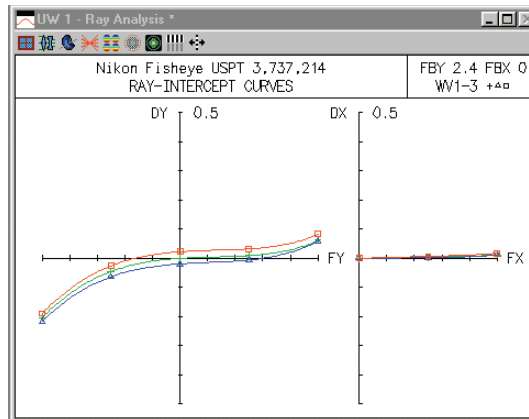 UW 1 - Ray Analysis *
Nikon Fisheye USPT 3,737,214
RAY-INTERCEPT CURVES
FBY 2.4 FBX 0
WV1-3 +△□
DY 0.5
DX 0.5
FY
FX